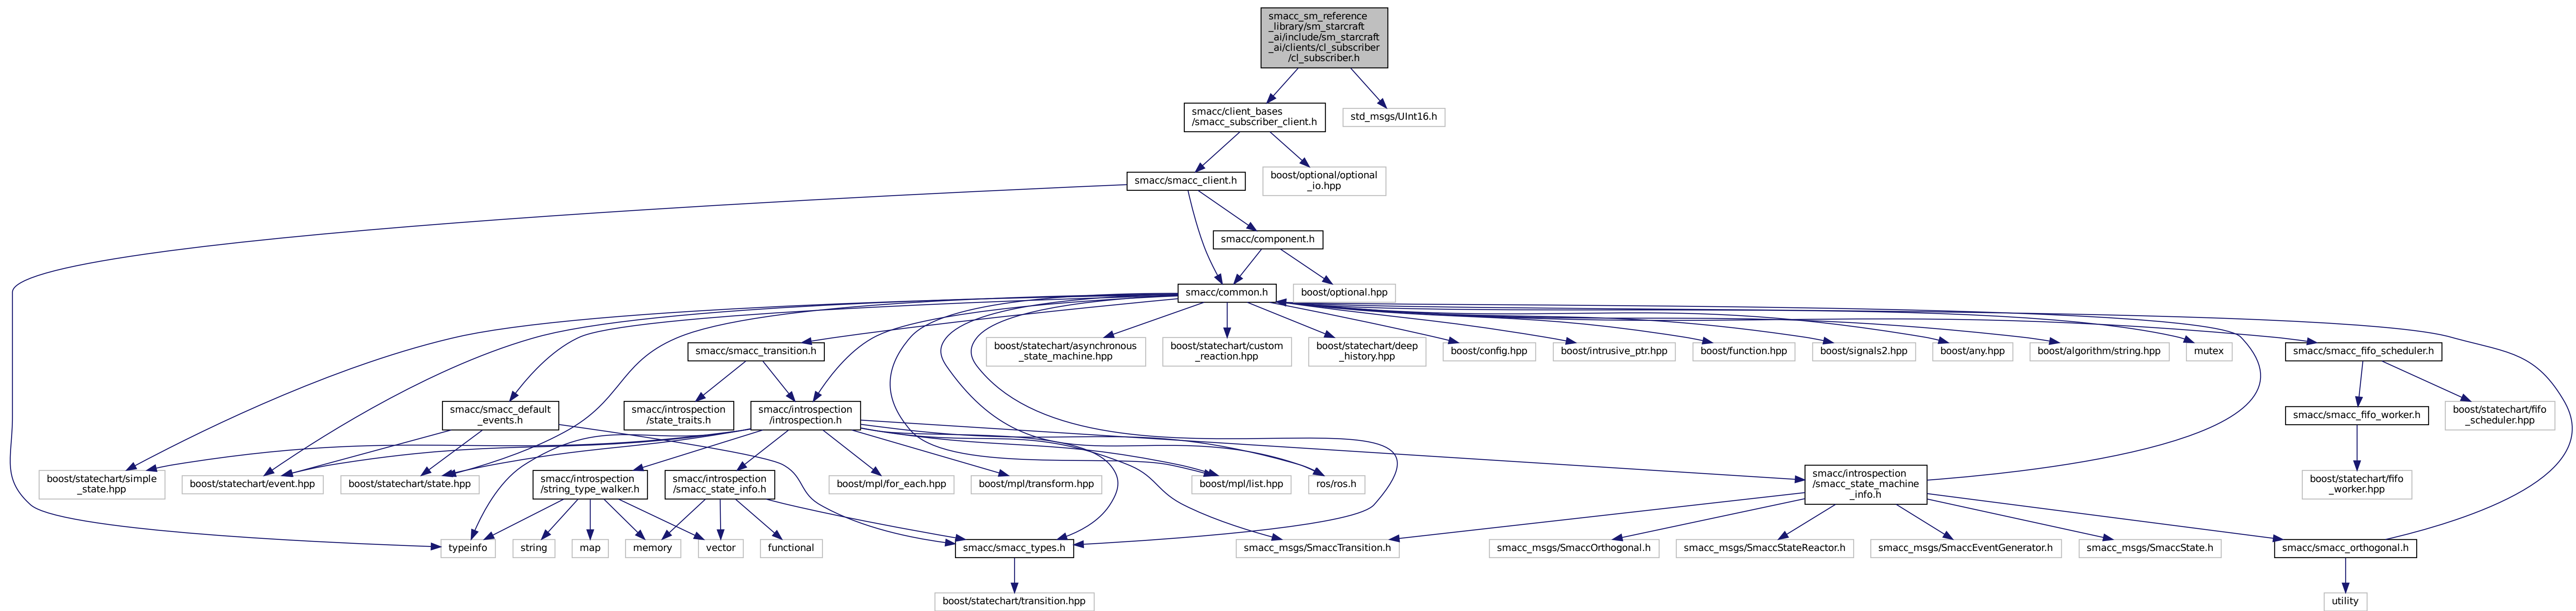 smacc_sm_reference
_library/sm_starcraft
_ai/include/sm_starcraft
_ai/clients/cl_subscriber
/cl_subscriber.h
smacc/client_bases
/smacc_subscriber_client.h
std_msgs/UInt16.h
smacc/smacc_client.h
boost/optional/optional
_io.hpp
smacc/component.h
smacc/common.h
boost/optional.hpp
smacc/smacc_transition.h
boost/statechart/asynchronous
_state_machine.hpp
boost/statechart/custom
_reaction.hpp
boost/statechart/deep
_history.hpp
boost/config.hpp
boost/intrusive_ptr.hpp
boost/function.hpp
boost/signals2.hpp
boost/any.hpp
boost/algorithm/string.hpp
mutex
smacc/smacc_fifo_scheduler.h
smacc/smacc_default
_events.h
smacc/introspection
/state_traits.h
smacc/introspection
/introspection.h
smacc/smacc_fifo_worker.h
boost/statechart/fifo
_scheduler.hpp
boost/statechart/simple
_state.hpp
boost/statechart/event.hpp
boost/statechart/state.hpp
smacc/introspection
/string_type_walker.h
smacc/introspection
/smacc_state_info.h
boost/mpl/for_each.hpp
boost/mpl/transform.hpp
boost/mpl/list.hpp
ros/ros.h
smacc/introspection
/smacc_state_machine
_info.h
boost/statechart/fifo
_worker.hpp
typeinfo
string
map
memory
vector
functional
smacc/smacc_types.h
smacc_msgs/SmaccTransition.h
smacc_msgs/SmaccOrthogonal.h
smacc_msgs/SmaccStateReactor.h
smacc_msgs/SmaccEventGenerator.h
smacc_msgs/SmaccState.h
smacc/smacc_orthogonal.h
boost/statechart/transition.hpp
utility